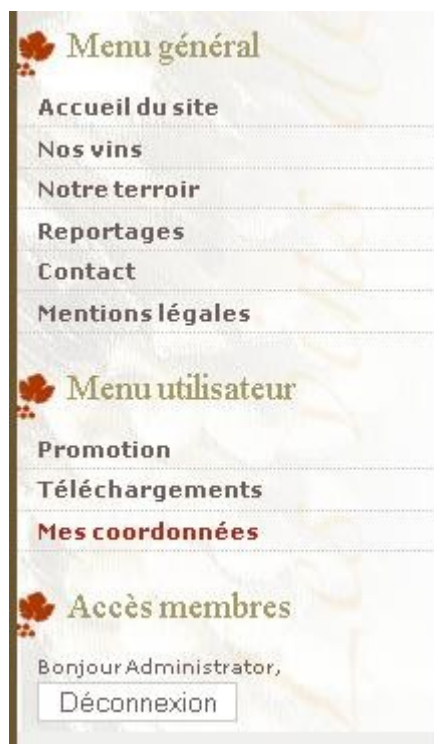 Menu général
Accueil du site
Nos vins
Notre terroir
Reportages
Contact
Mentions légales
Menu utilisateur
Promotion
Téléchargements
Mes coordonnées
Accès membres
Bonjour Administrator,
Déconnexion